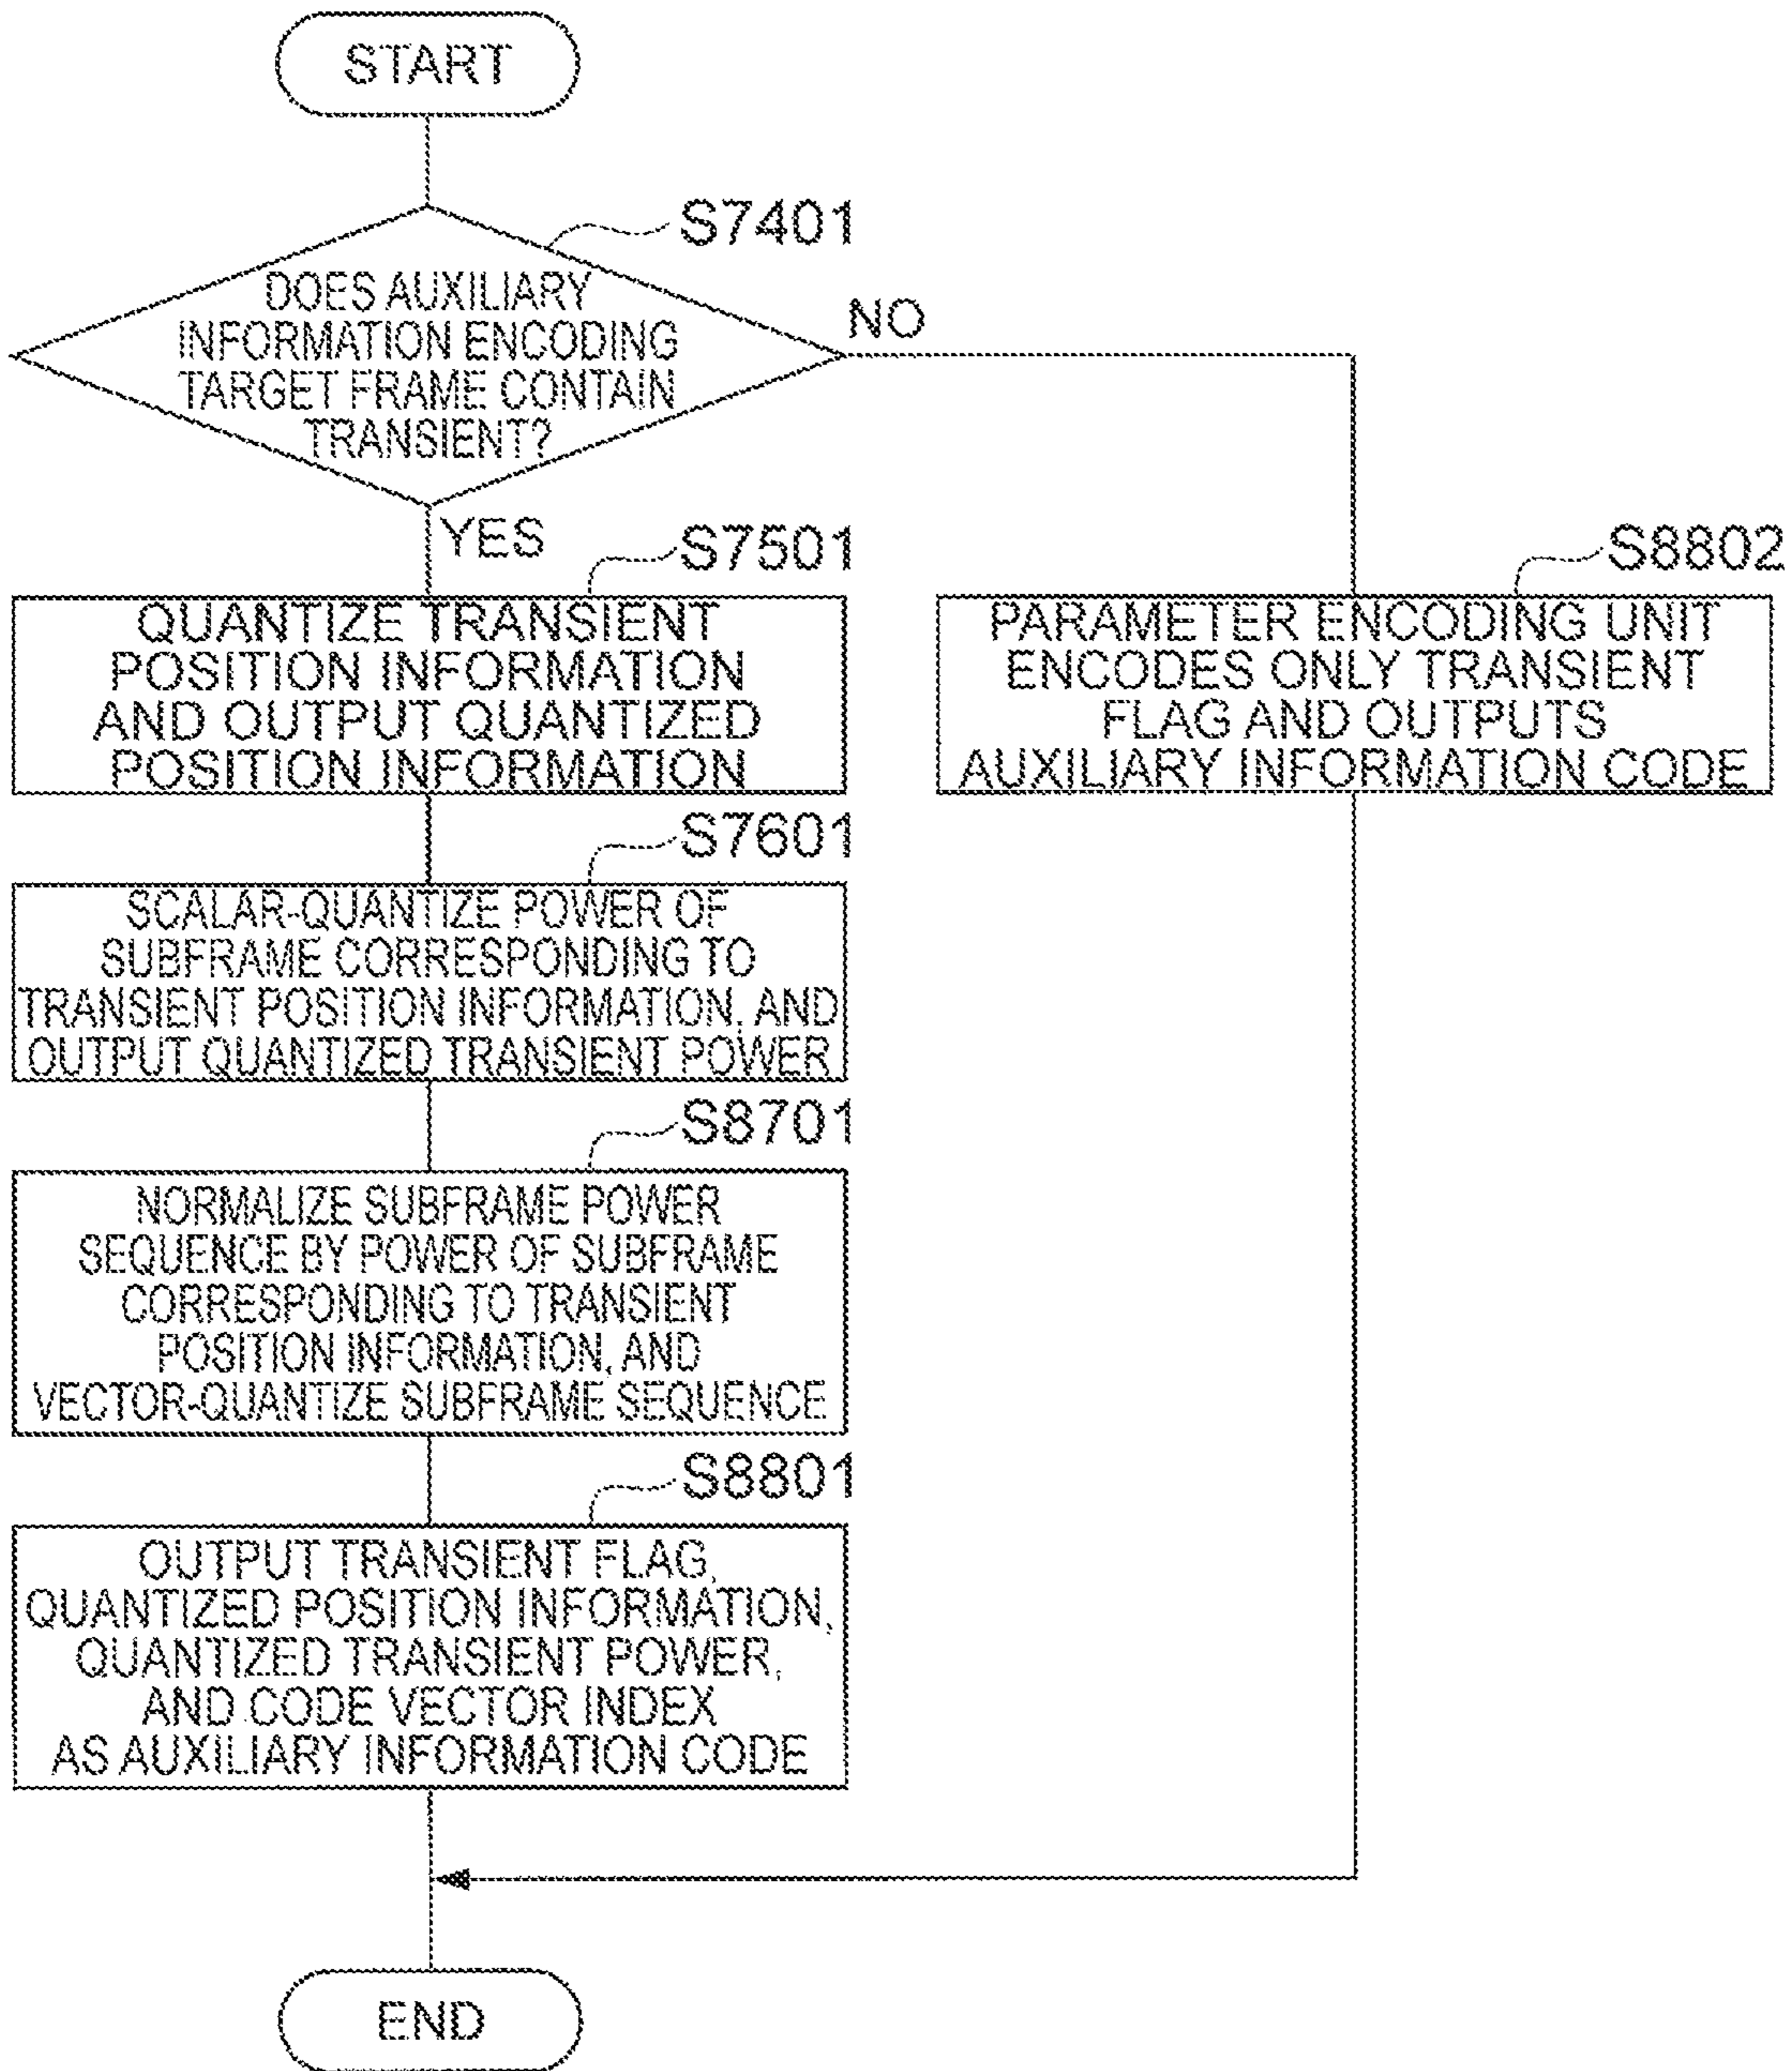 START
S7401
DOES AUXILIARY
INFORMATION ENCODING
TARGET FRAME CONTAIN
TRANSIENT?
NO
YES
S7501
QUANTIZE TRANSIENT
POSITION INFORMATION
AND OUTPUT QUANTIZED
POSITION INFORMATION
S8802
PARAMETER ENCODING UNIT
ENCODES ONLY TRANSIENT
FLAG AND OUTPUTS
AUXILIARY INFORMATION CODE
S7601
SCALAR-QUANTIZE POWER OF
SUBFRAME CORRESPONDING TO
TRANSIENT POSITION INFORMATION, AND
OUTPUT QUANTIZED TRANSIENT POWER
S8701
NORMALIZE SUBFRAME POWER
SEQUENCE BY POWER OF SUBFRAME
CORRESPONDING TO TRANSIENT
POSITION INFORMATION, AND
VECTOR-QUANTIZE SUBFRAME SEQUENCE
S8801
OUTPUT TRANSIENT FLAG,
QUANTIZED POSITION INFORMATION,
QUANTIZED TRANSIENT POWER,
AND CODE VECTOR INDEX
AS AUXILIARY INFORMATION CODE
END